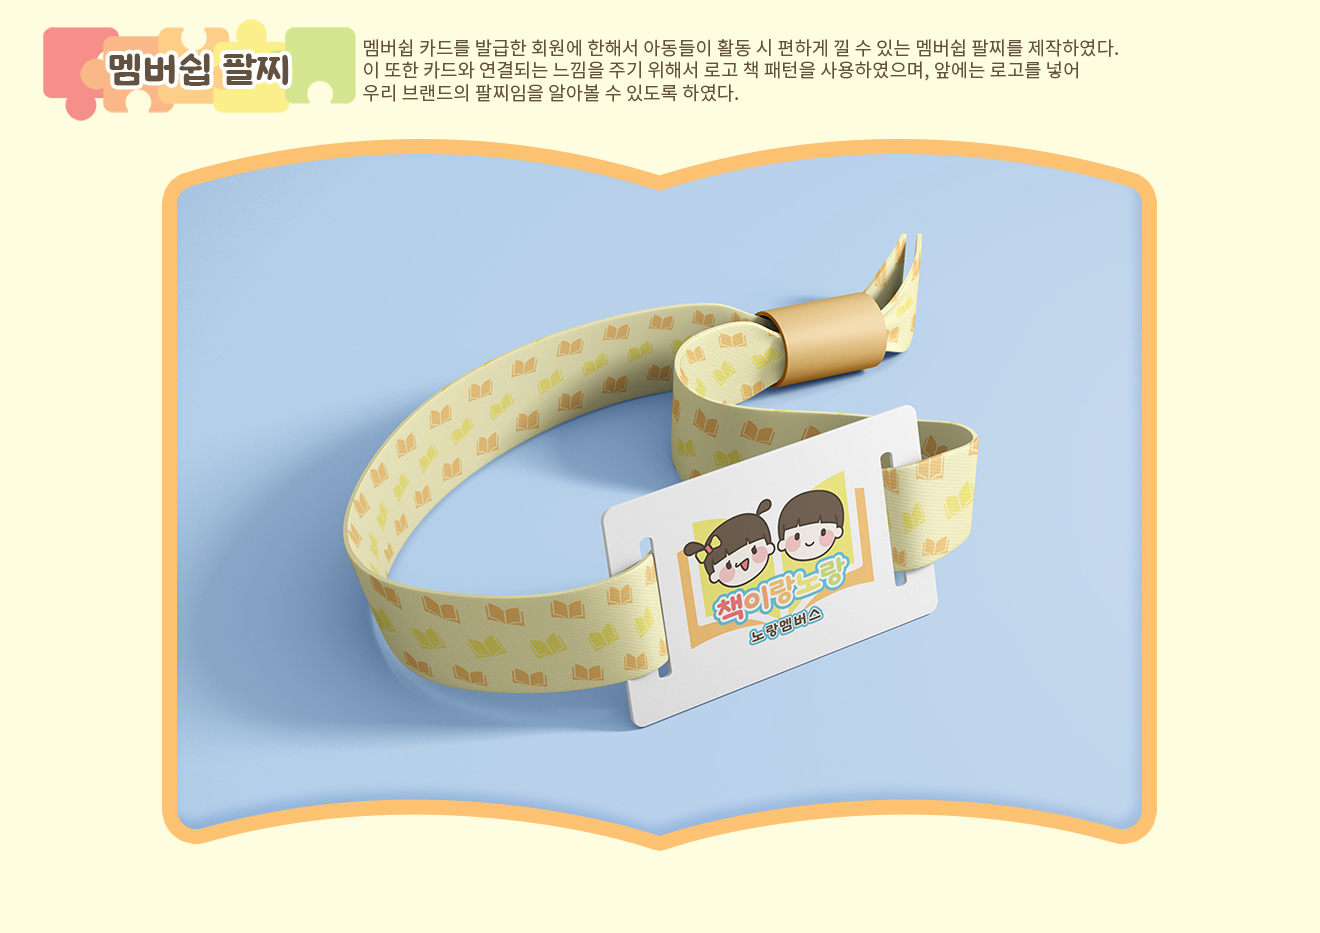 멤버쉽 팔찌
멤버쉽 카드를 발급한 회원에 한해서 아동들이 활동 시 편하게 낄 수 있는 멤버쉽 팔찌를 제작하였다.
이 또한 카드와 연결되는 느낌을 주기 위해서 로고 책 패턴을 사용하였으며, 앞에는 로고를 넣어
우리 브랜드의 팔찌임을 알아볼 수 있도록 하였다.
책이랑노랑
노랑멤버스